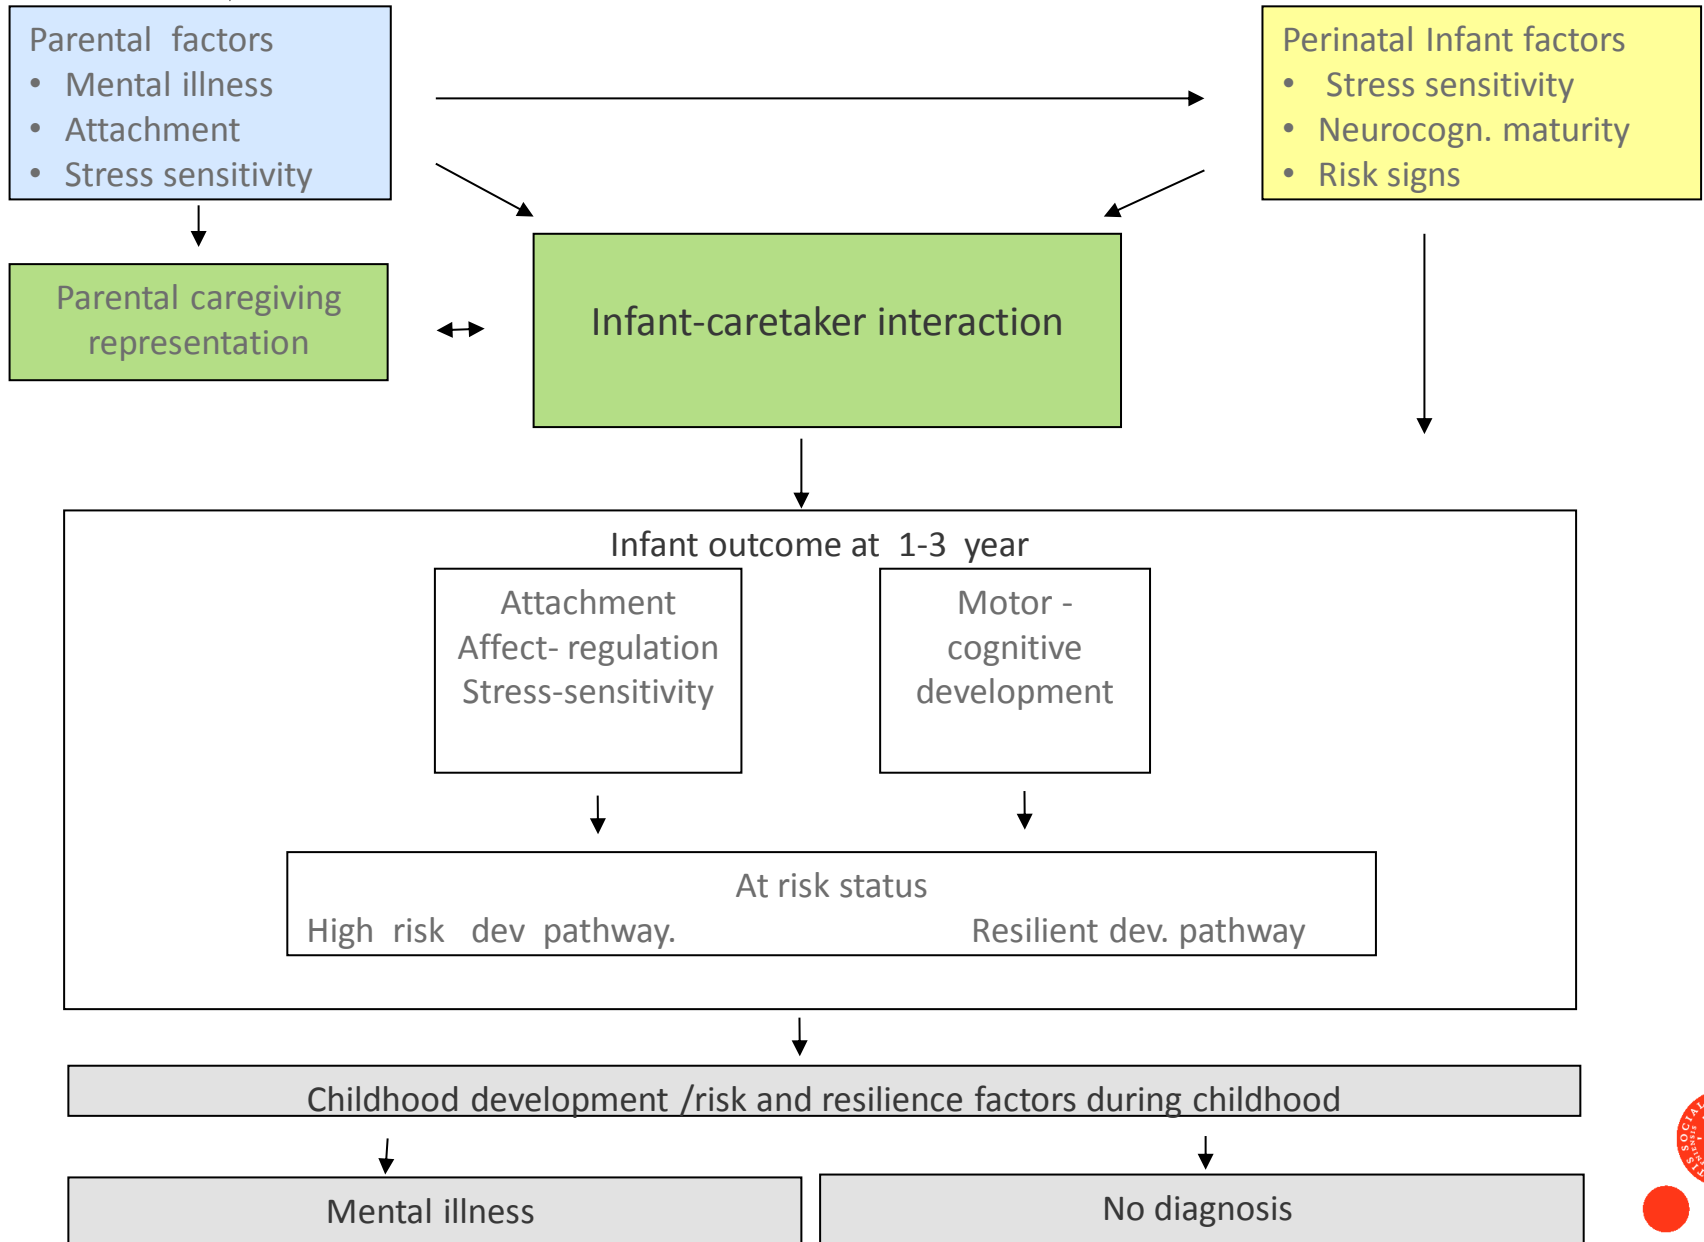 Parental factors
• Mental illness
• Attachment
• Stress sensitivity
Perinatal Infant factors
• Stress sensitivity
• Neurocogn. maturity
• Risk signs
Parental caregiving
representation
Infant-caretaker interaction
Infant outcome at 1-3 year
Attachment
Affect- regulation
Stress-sensitivity
Motor -
cognitive
development
At risk status
High risk dev pathway.
Resilient dev. pathway
Childhood development /risk and resilience factors during childhood
Mental illness
No diagnosis